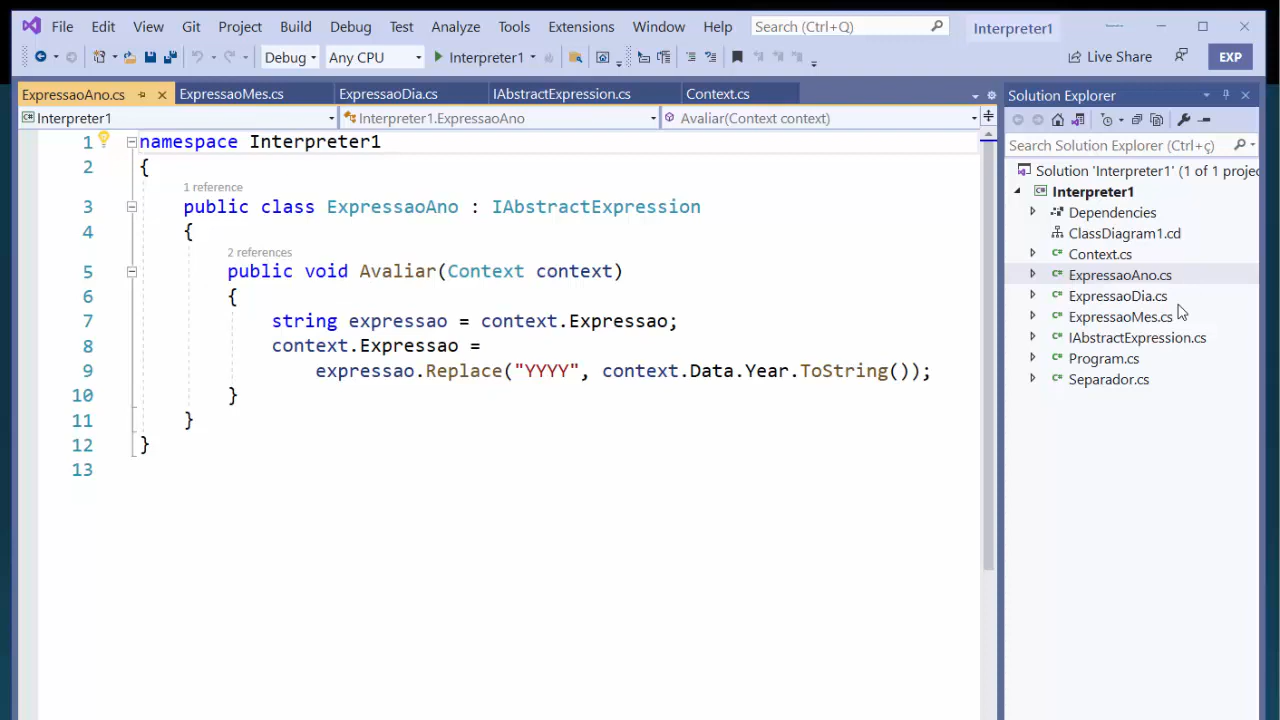 File Edit View Git Project Build Debug Test Analyze Tools Extensions Window Help Search (Ctrl+Q) Interpreter1
Debug Any CPU Interpreter1 Live Share EXP
ExpressaoAno.cs ExpressaoMes.cs ExpressaoDia.cs IAbstractExpression.cs Context.cs
Interpreter1 Interpreter1.ExpressaoAno Avaliar(Context context)
1 namespace Interpreter1
2 {
1 reference
3 public class ExpressaoAno : IAbstractExpression
4 {
2 references
5 public void Avaliar(Context context)
6 {
7 string expressao = context.Expressao;
8 context.Expressao =
9 expressao.Replace("YYYY", context.Data.Year.ToString());
10 }
11 }
12 }
13
Solution Explorer
Search Solution Explorer (Ctrl+ç)
Solution 'Interpreter1' (1 of 1 projec
Interpreter1
Dependencies
ClassDiagram1.cd
C# Context.cs
C# ExpressaoAno.cs
C# ExpressaoDia.cs
C# ExpressaoMes.cs
C# IAbstractExpression.cs
C# Program.cs
C# Separador.cs